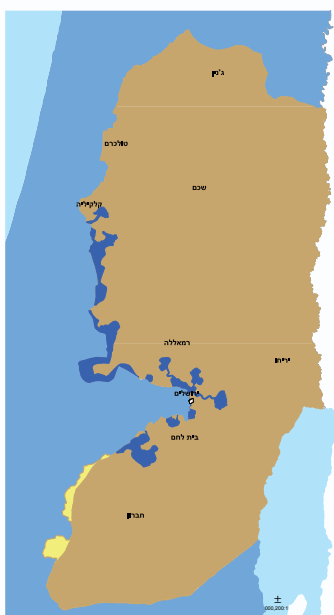 ג'נין
טולכרם
שכם
קלקיליה
רמאללה
יריחו
ירושלים
בית לחם
חברון